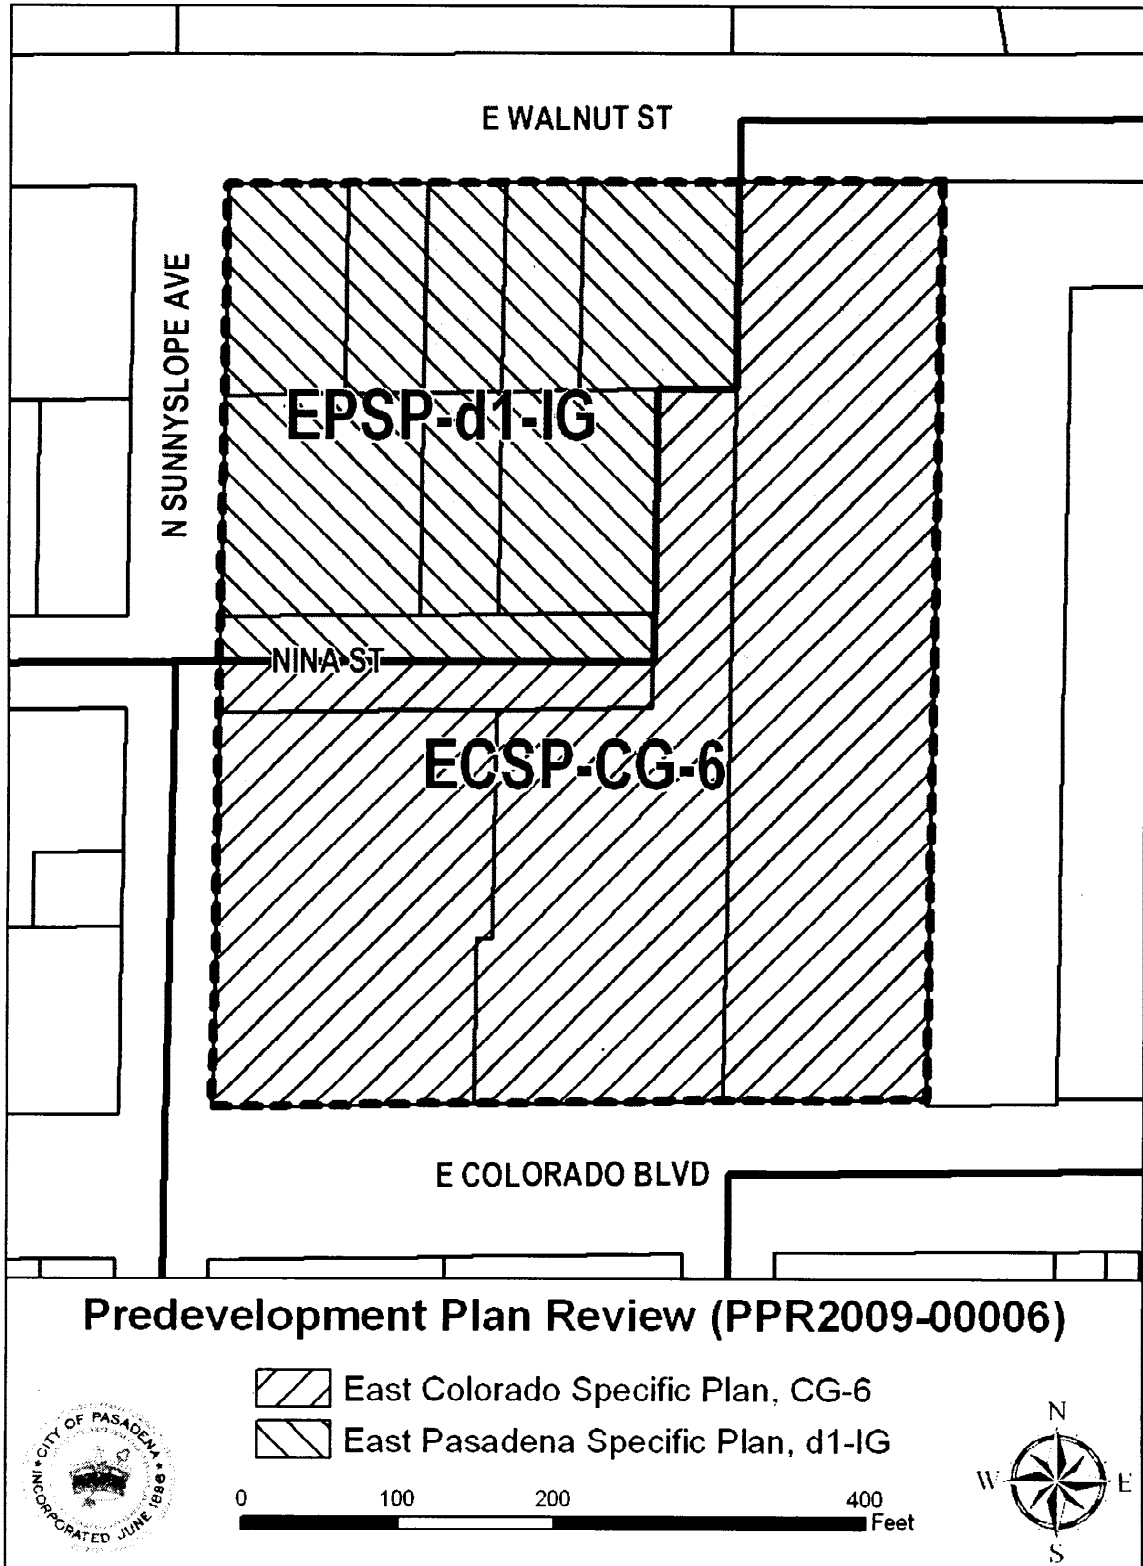 E WALNUT ST
N SUNNYSLOPE AVE
EPSP-d1-IG
NINA ST
ECSP-CG-6
E COLORADO BLVD
Predevelopment Plan Review (PPR2009-00006)
East Colorado Specific Plan, CG-6
East Pasadena Specific Plan, d1-IG
CITY OF PASADENA
INCORPORATED JUNE 1886
0 100 200 400
Feet
N
W E
S